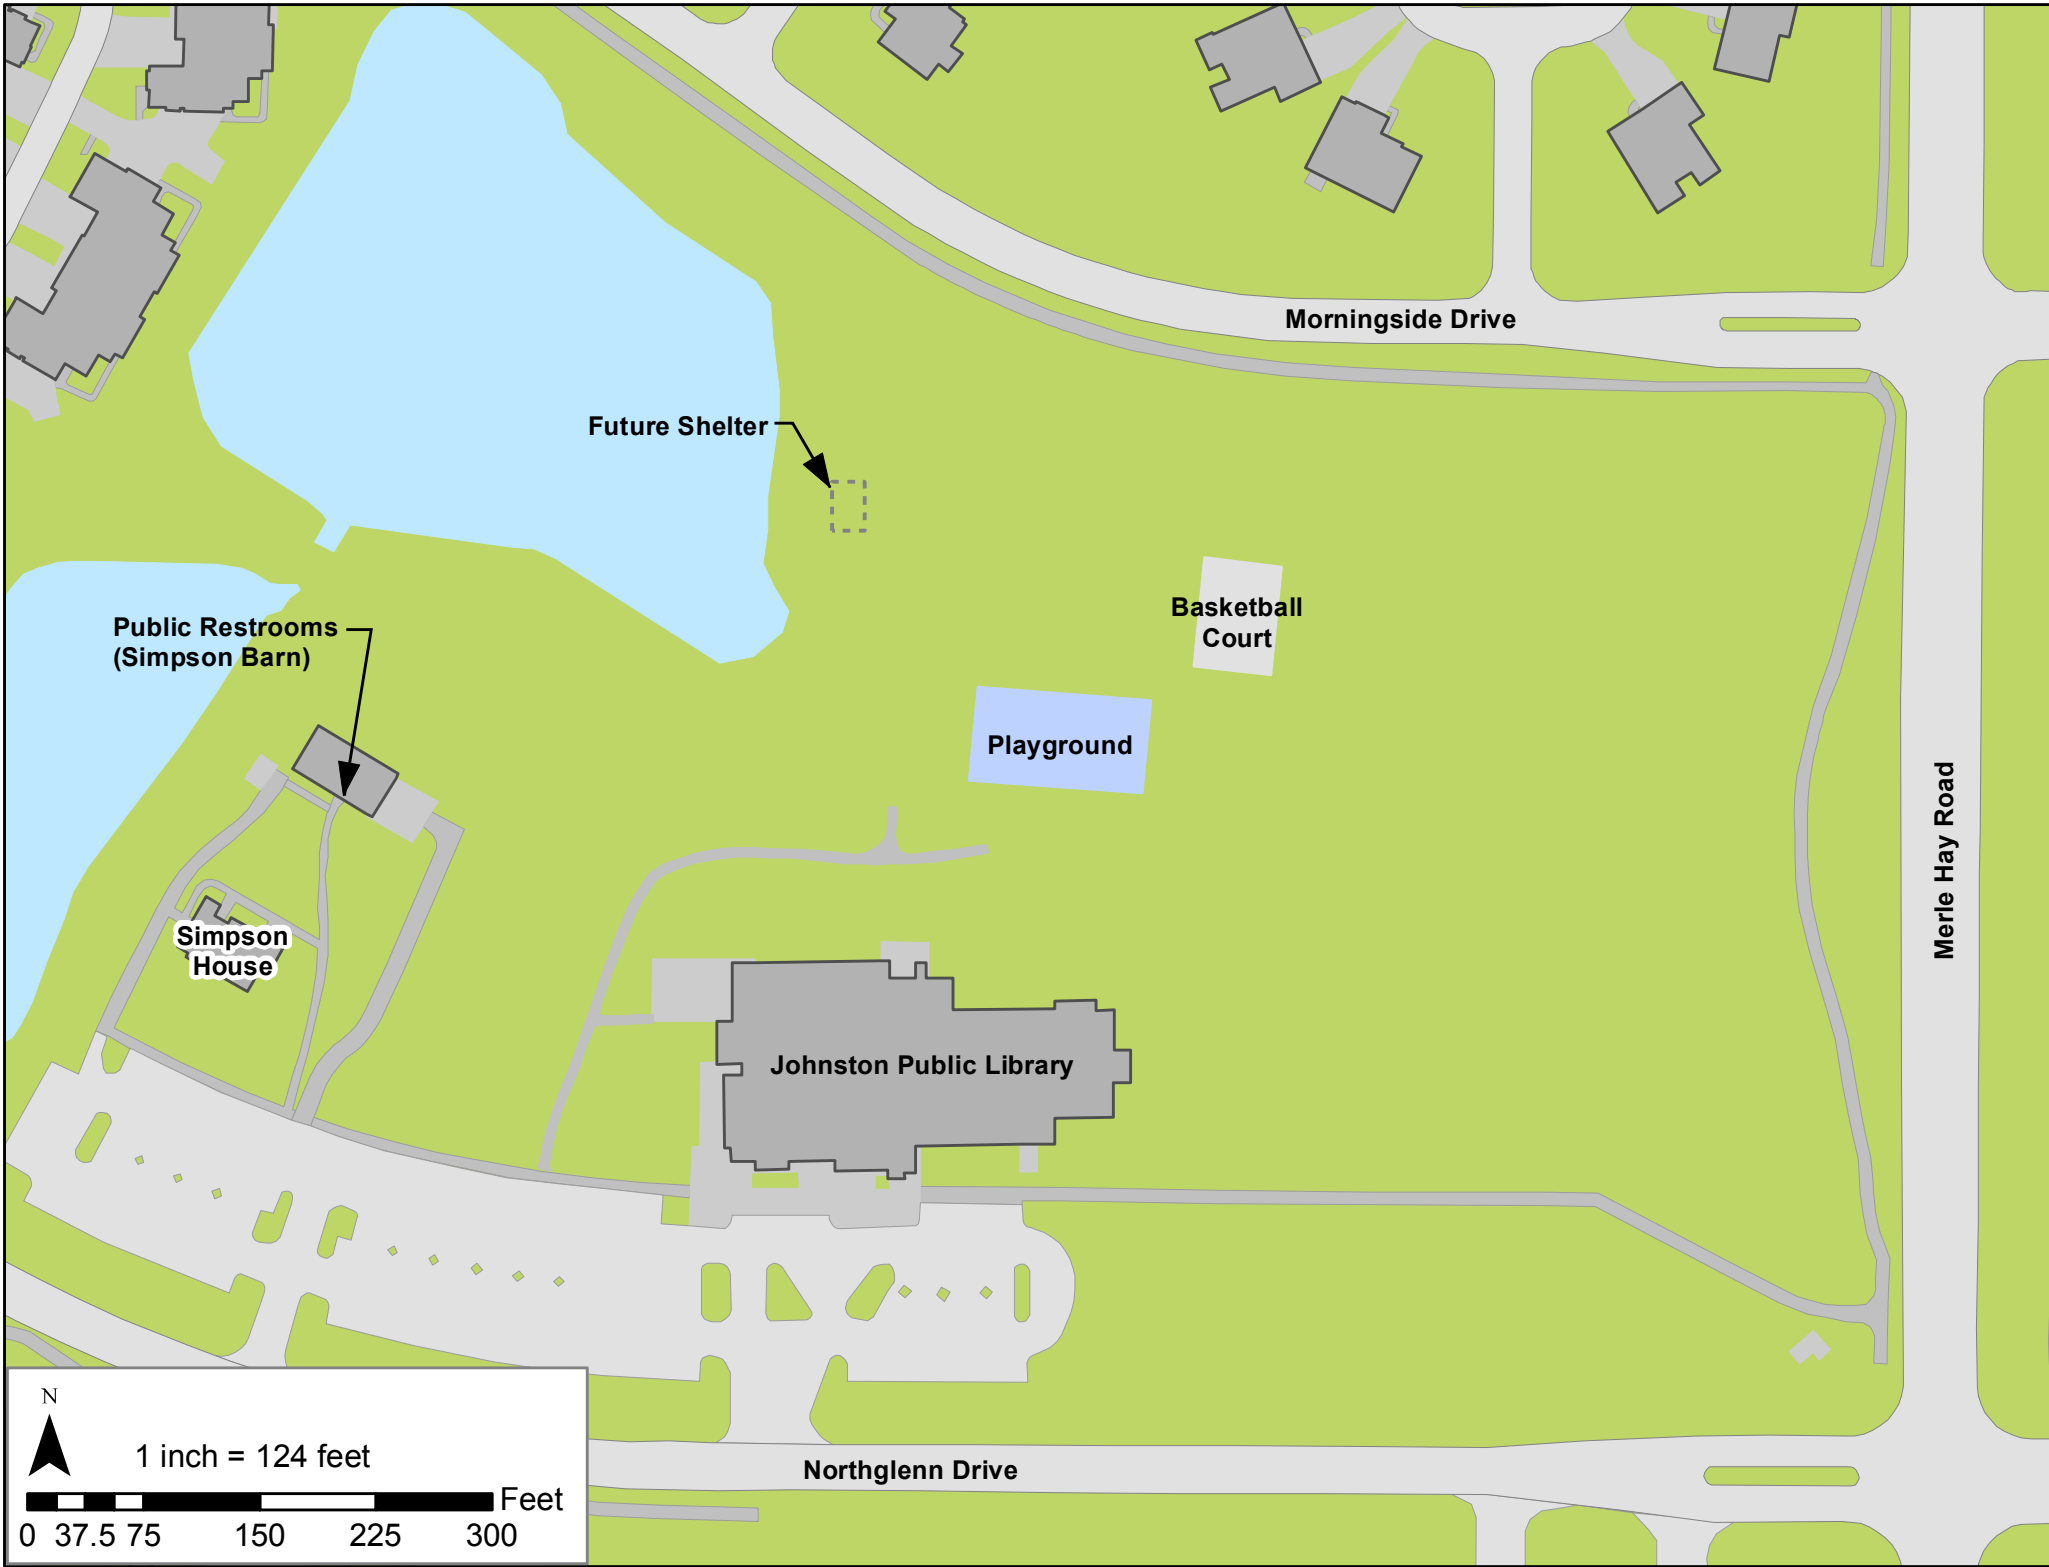 Morningside Drive
Future Shelter
Basketball
Court
Public Restrooms
(Simpson Barn)
Playground
Merle Hay Road
Simpson
House
Johnston Public Library
N
1 inch = 124 feet
Feet
0 37.5 75 150 225 300
Northglenn Drive